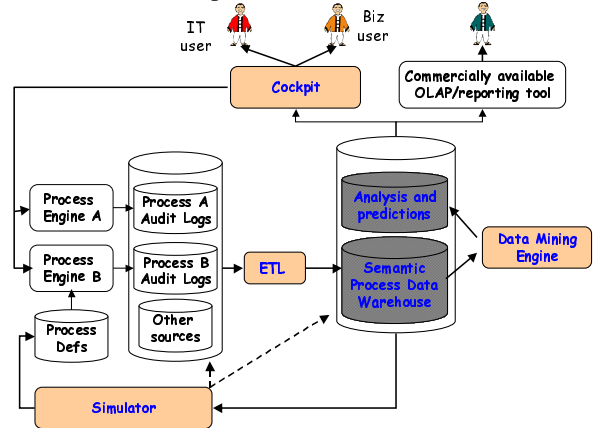 IT
user
Biz
user
Cockpit
Commercially available
OLAP/reporting tool
Process
Engine A
Process A
Audit Logs
Analysis and
predictions
Process
Engine B
Process B
Audit Logs
ETL
Semantic
Process Data
Warehouse
Data Mining
Engine
Process
Defs
Other
sources
Simulator